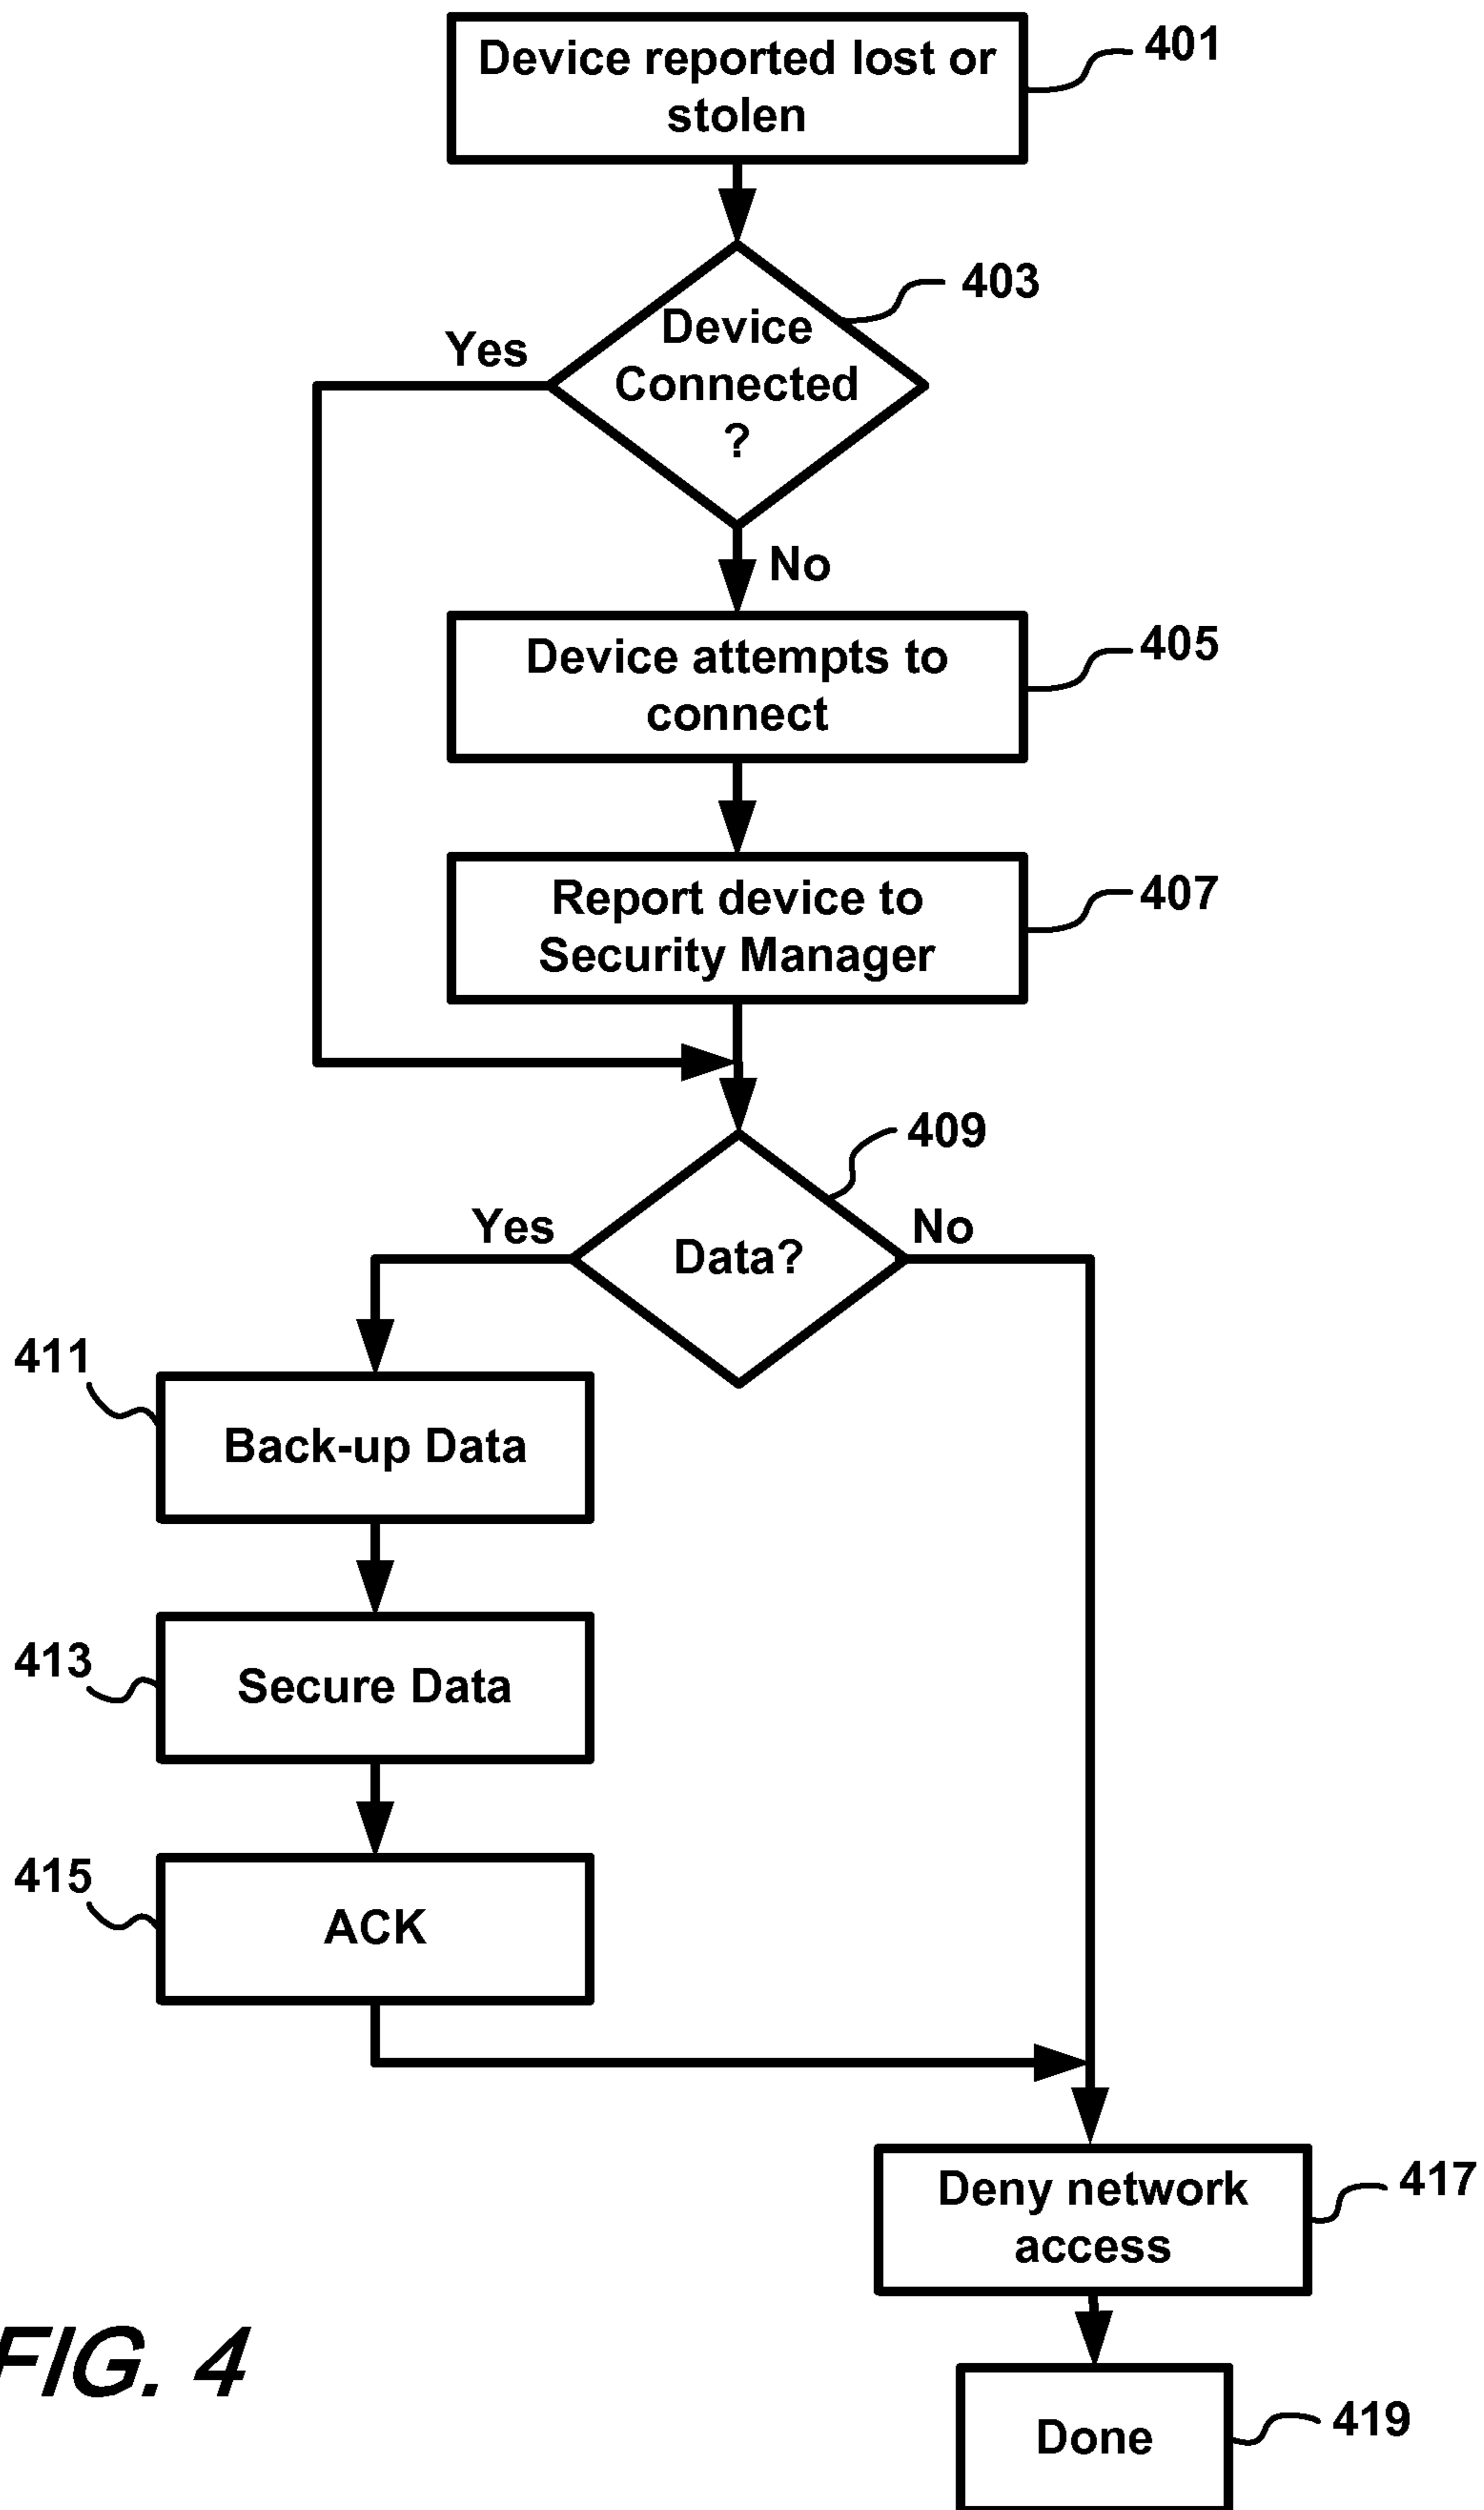 Device reported lost or
stolen
401
403
Device
Connected
?
Yes
No
Device attempts to
connect
405
Report device to
Security Manager
407
409
Yes
Data?
No
411
Back-up Data
413
Secure Data
415
ACK
Deny network
access
417
FIG. 4
Done
419